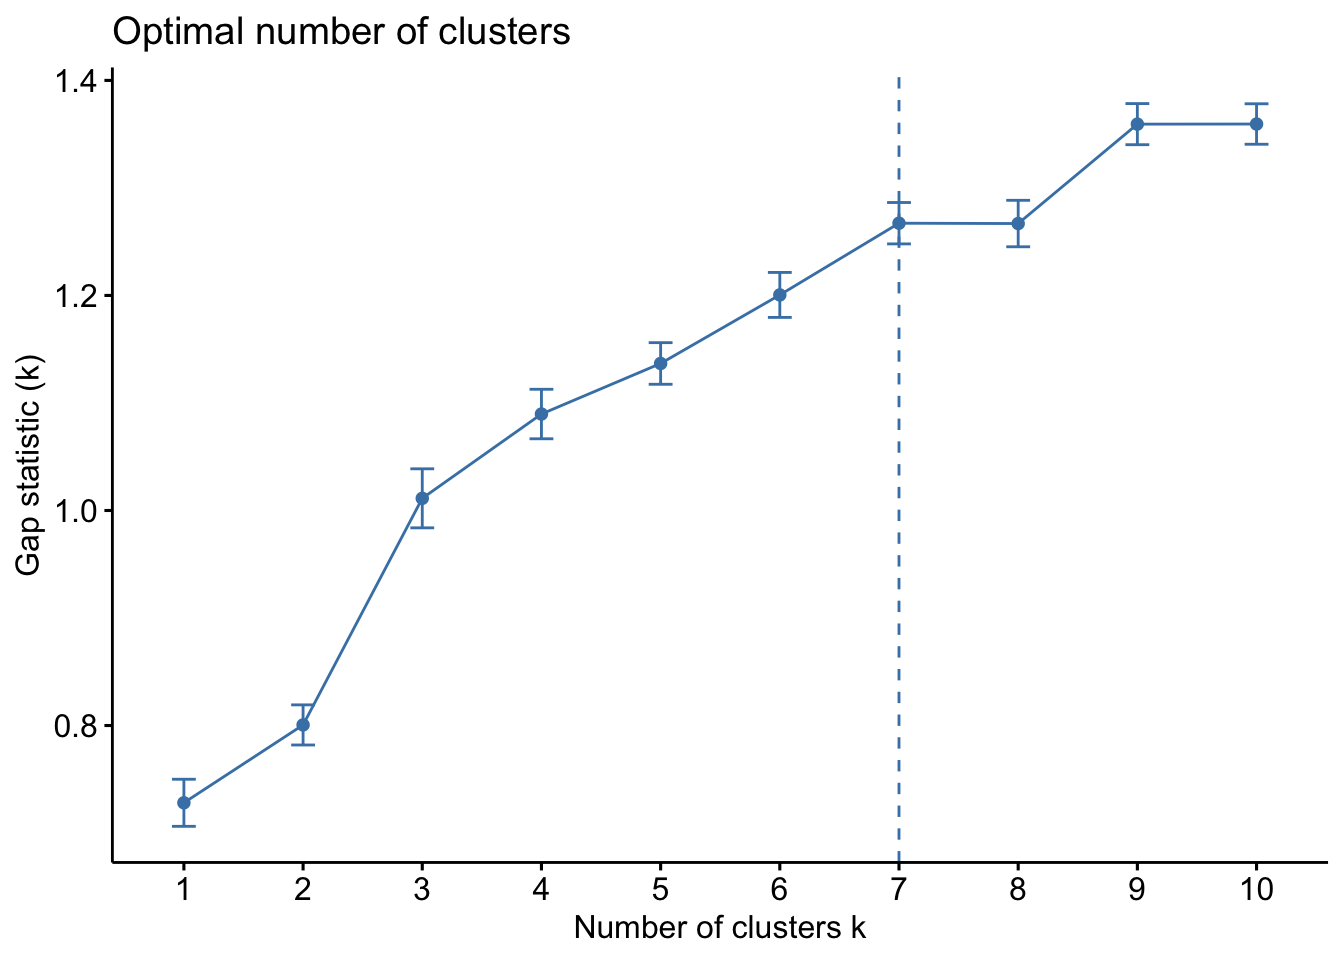 Optimal number of clusters
1.4
1.2
1.0
0.8
Gap statistic (k)
1 2 3 4 5 6 7 8 9 10
Number of clusters k